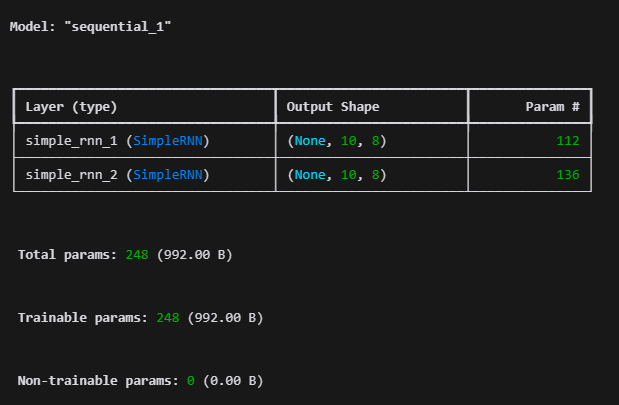 Model: "sequential_1"
Layer (type) Output Shape Param #
simple_rnn_1 (SimpleRNN) (None, 10, 8) 112
simple_rnn_2 (SimpleRNN) (None, 10, 8) 136
Total params: 248 (992.00 B)
Trainable params: 248 (992.00 B)
Non-trainable params: 0 (0.00 B)